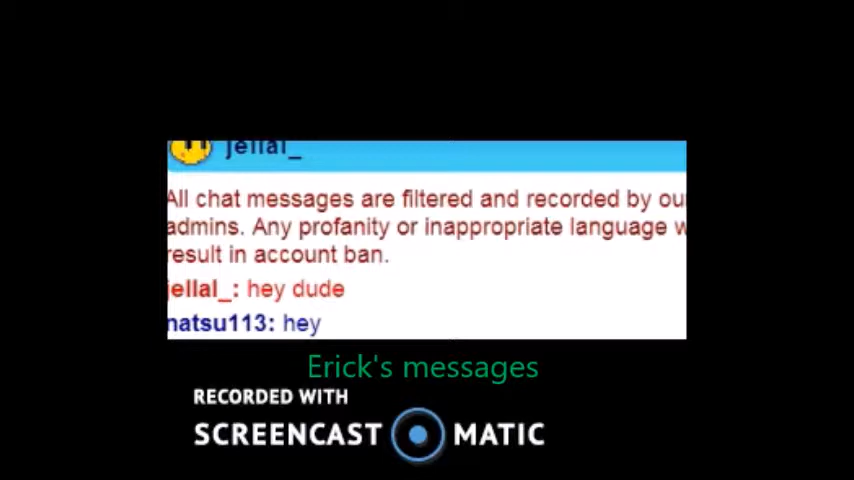 jellal_
All chat messages are filtered and recorded by our
admins. Any profanity or inappropriate language w
result in account ban.
jellal_: hey dude
natsu113: hey
Erick's messages
RECORDED WITH
SCREENCAST MATIC